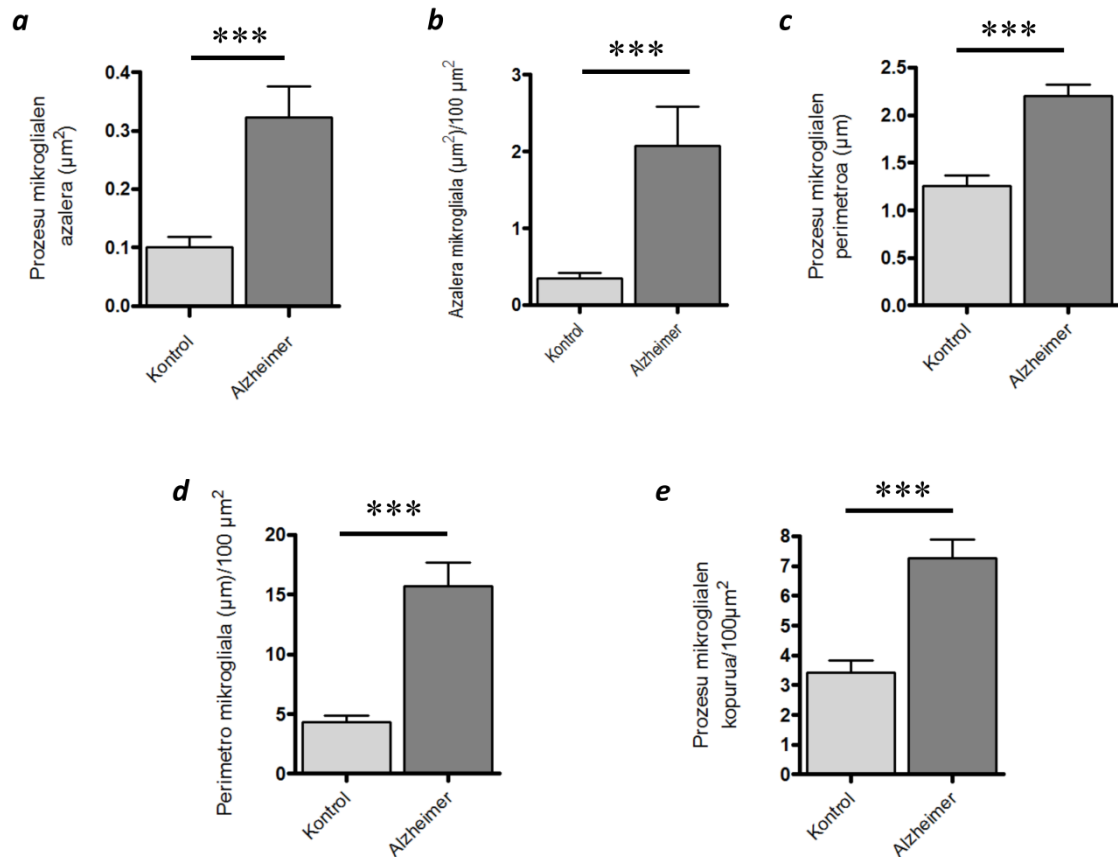 a
***
Prozesu mikroglialen
azalera (µm²)
0.4
0.3
0.2
0.1
0.0
Kontrol
Alzheimer
b
***
Azalera mikrogliala (µm²)/100 µm²
3
2
1
0
Kontrol
Alzheimer
c
***
Prozesu mikroglialen
perimetroa (µm)
2.5
2.0
1.5
1.0
0.5
0.0
Kontrol
Alzheimer
d
***
Perimetro mikrogliala (µm)/100 µm²
20
15
10
5
0
Kontrol
Alzheimer
e
***
Prozesu mikroglialen
kopurua/100µm²
8
7
6
5
4
3
2
1
0
Kontrol
Alzheimer